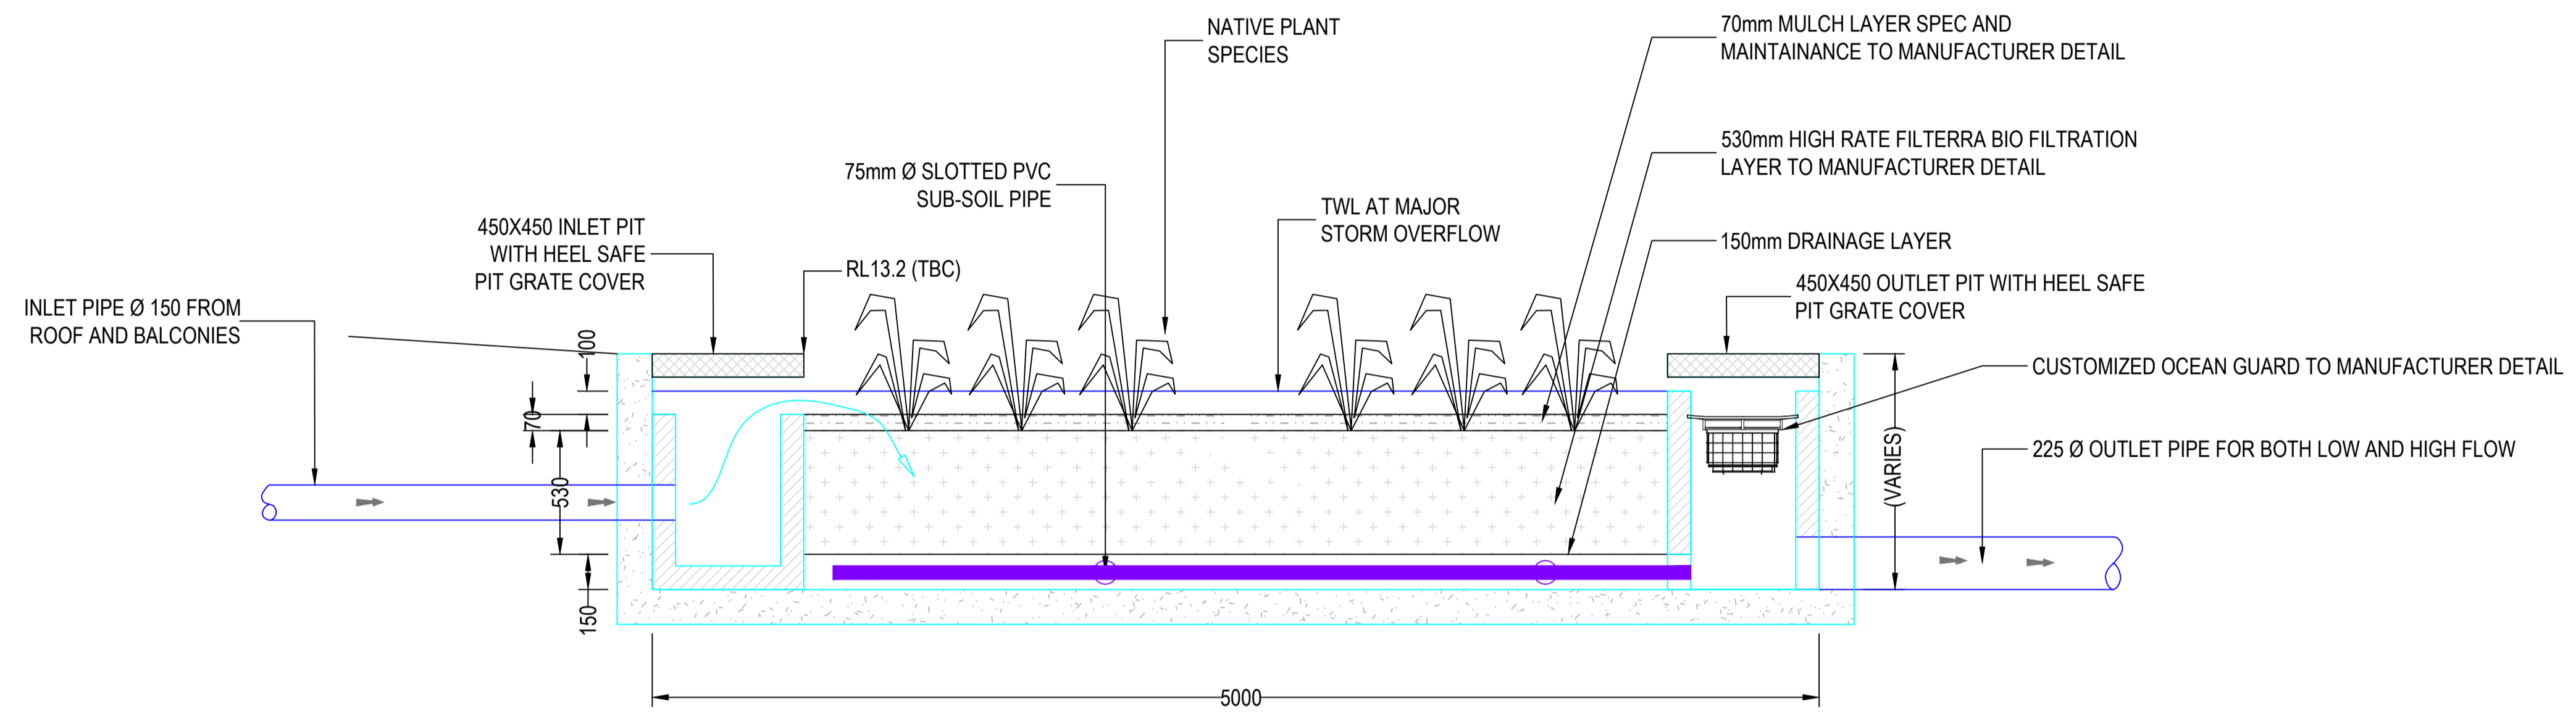 NATIVE PLANT
SPECIES
70mm MULCH LAYER SPEC AND
MAINTAINANCE TO MANUFACTURER DETAIL
530mm HIGH RATE FILTERRA BIO FILTRATION
LAYER TO MANUFACTURER DETAIL
75mm Ø SLOTTED PVC
SUB-SOIL PIPE
TWL AT MAJOR
STORM OVERFLOW
150mm DRAINAGE LAYER
450X450 INLET PIT
WITH HEEL SAFE
PIT GRATE COVER
RL13.2 (TBC)
450X450 OUTLET PIT WITH HEEL SAFE
PIT GRATE COVER
INLET PIPE Ø 150 FROM
ROOF AND BALCONIES
CUSTOMIZED OCEAN GUARD TO MANUFACTURER DETAIL
225 Ø OUTLET PIPE FOR BOTH LOW AND HIGH FLOW
100
70
530
150
(VARIES)
5000